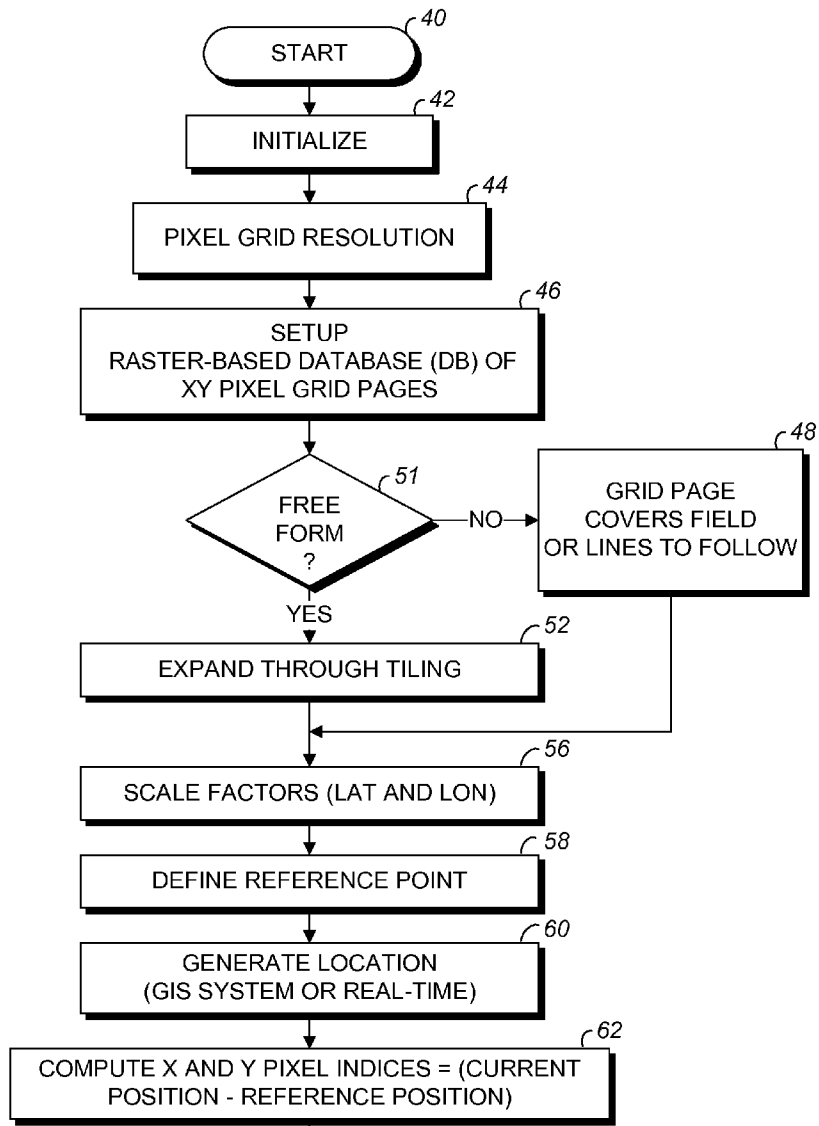 40
START
42
INITIALIZE
44
PIXEL GRID RESOLUTION
46
SETUP
RASTER-BASED DATABASE (DB) OF
XY PIXEL GRID PAGES
51
FREE
FORM
?
NO
48
GRID PAGE
COVERS FIELD
OR LINES TO FOLLOW
YES
52
EXPAND THROUGH TILING
56
SCALE FACTORS (LAT AND LON)
58
DEFINE REFERENCE POINT
60
GENERATE LOCATION
(GIS SYSTEM OR REAL-TIME)
62
COMPUTE X AND Y PIXEL INDICES = (CURRENT
POSITION - REFERENCE POSITION)